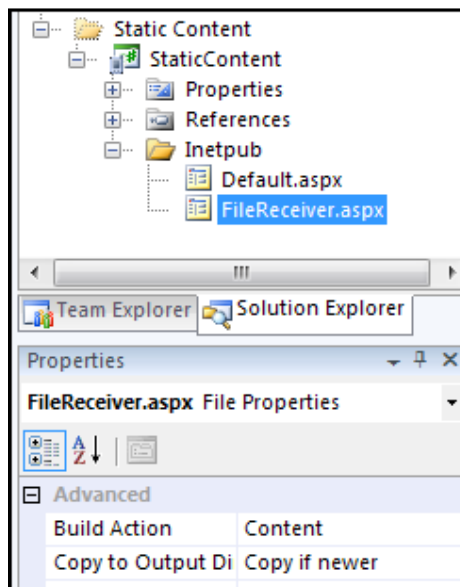 Static Content
StaticContent
Properties
References
Inetpub
Default.aspx
FileReceiver.aspx
Team Explorer Solution Explorer
Properties
FileReceiver.aspx File Properties
A
Z
Advanced
Build Action Content
Copy to Output Di Copy if newer